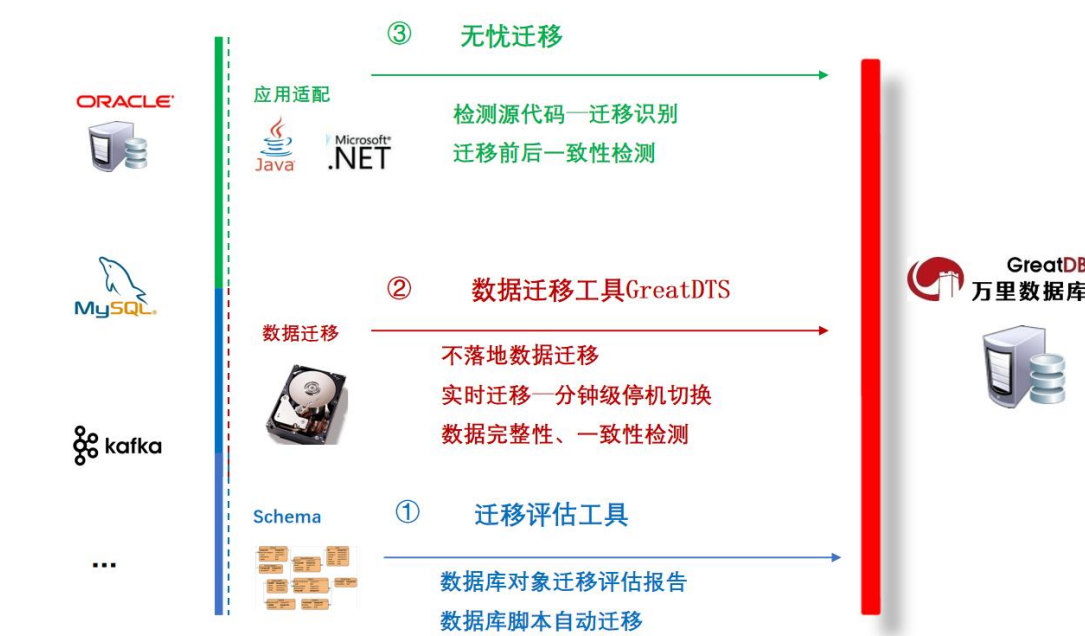 ③ 无忧迁移
ORACLE
应用适配
检测源代码—迁移识别
Java
Microsoft®
.NET
迁移前后一致性检测
GreatDB
万里数据库
MySQL.
② 数据迁移工具GreatDTS
数据迁移
不落地数据迁移
实时迁移—分钟级停机切换
kafka
数据完整性、一致性检测
Schema
① 迁移评估工具
...
数据库对象迁移评估报告
数据库脚本自动迁移